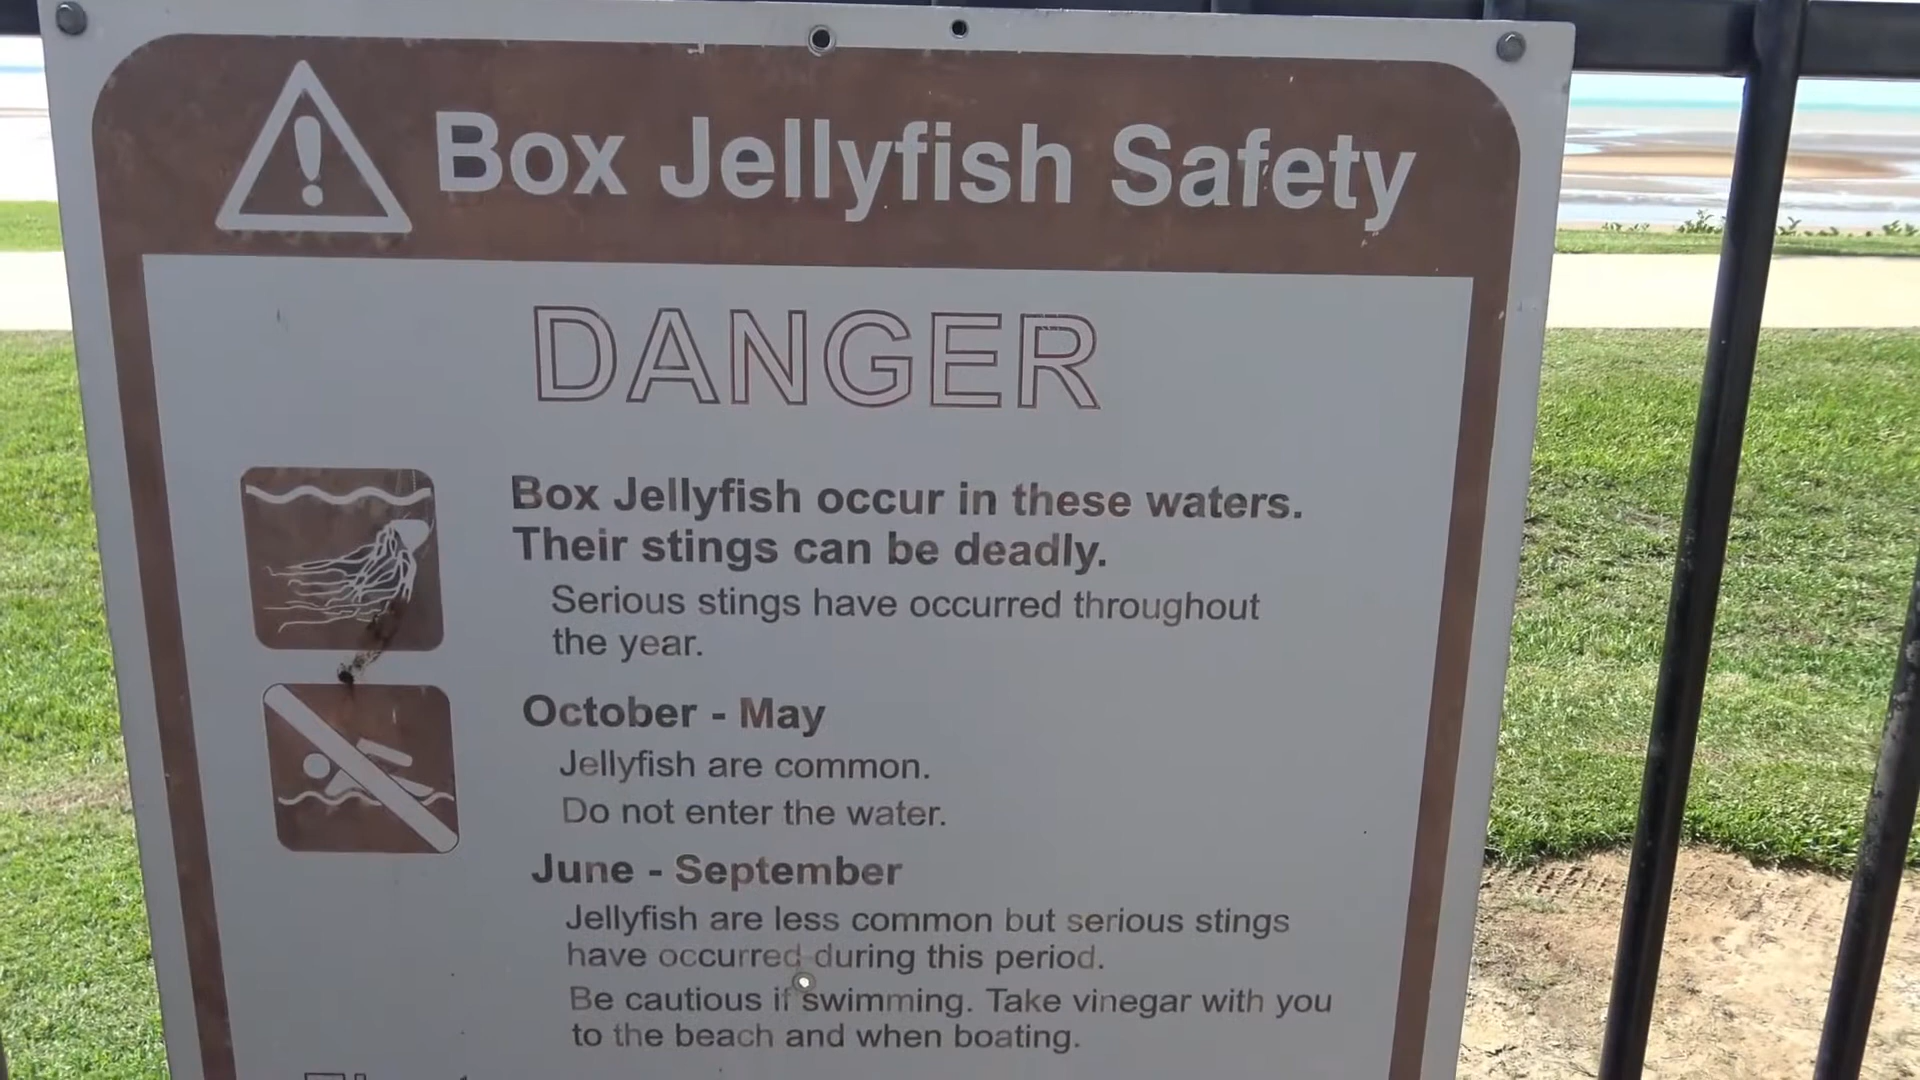 Box Jellyfish Safety
DANGER
Box Jellyfish occur in these waters.
Their stings can be deadly.
Serious stings have occurred throughout
the year.
October - May
Jellyfish are common.
Do not enter the water.
June - September
Jellyfish are less common but serious stings
have occurred during this period.
Be cautious if swimming. Take vinegar with you
to the beach and when boating.